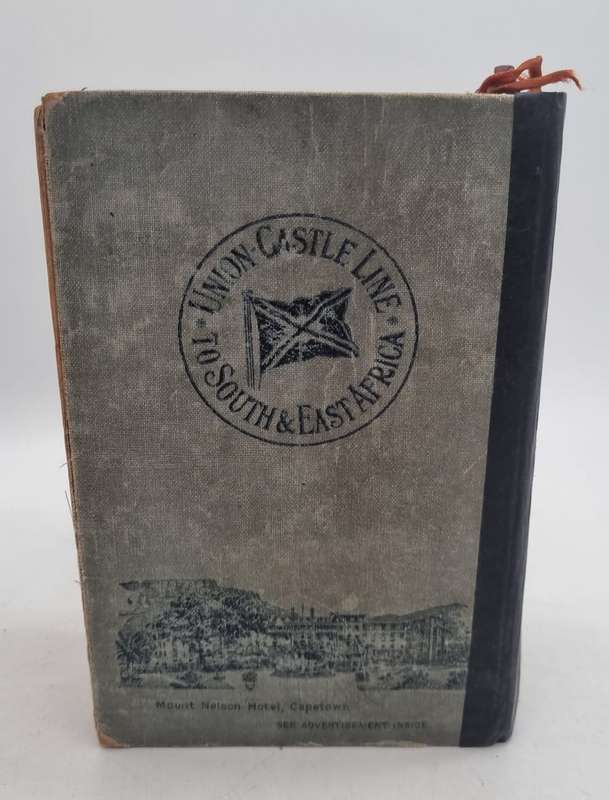 UNION-CASTLE LINE
TO SOUTH & EAST AFRICA
Mount Nelson Hotel, Capetown
SEE ADVERTISEMENT INSIDE.